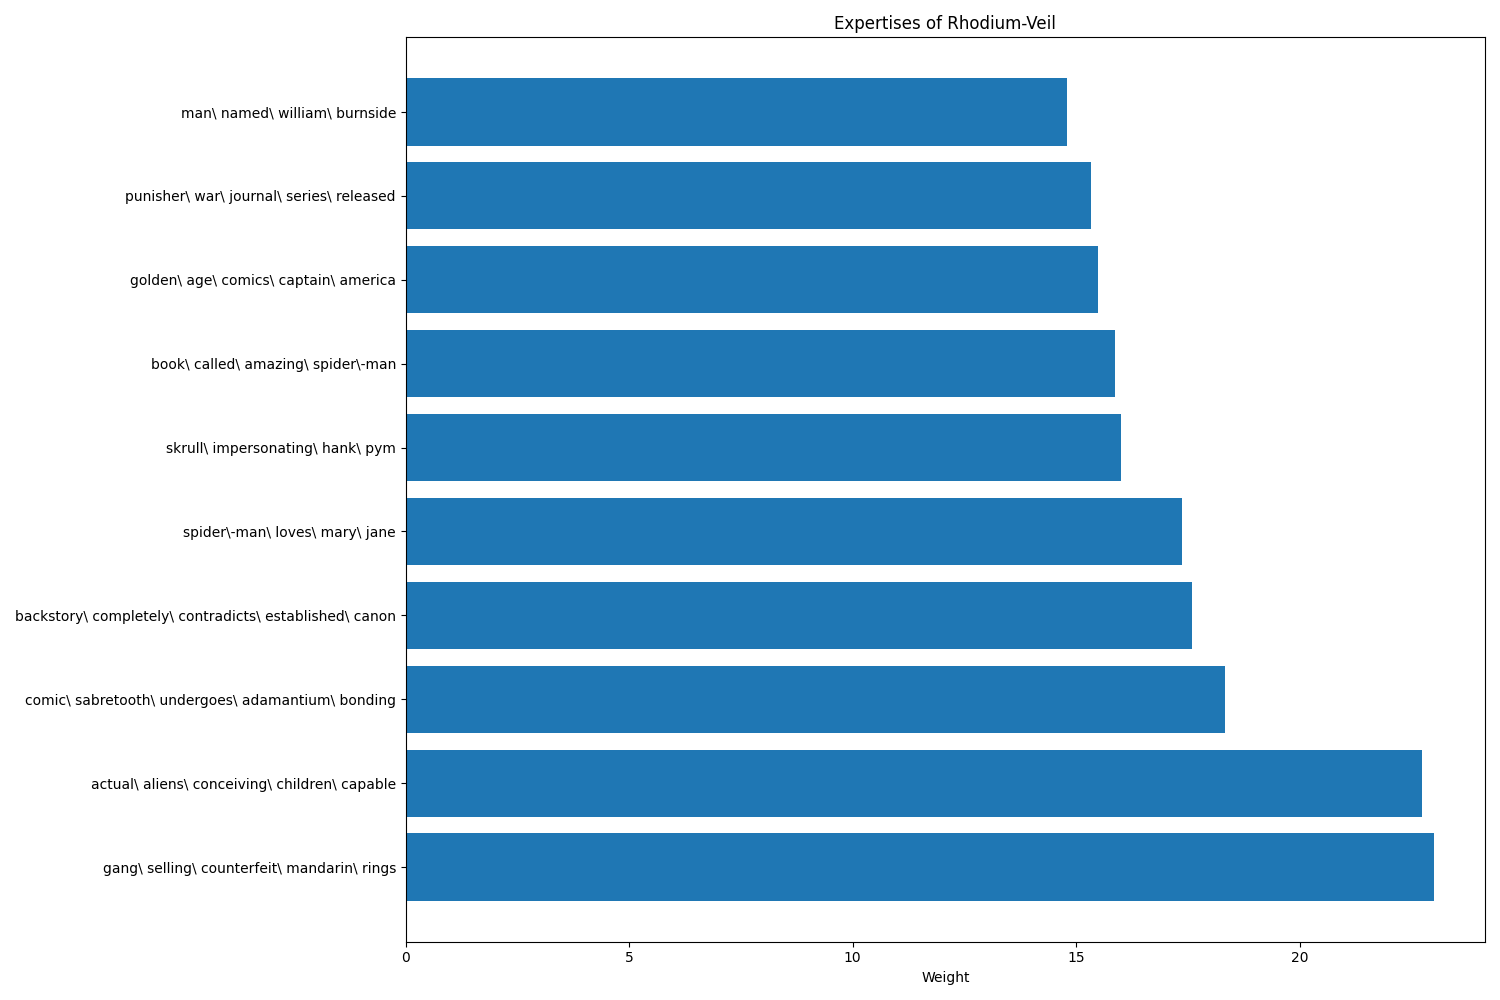 Expertises of Rhodium-Veil
man\ named\ william\ burnside
punisher\ war\ journal\ series\ released
golden\ age\ comics\ captain\ america
book\ called\ amazing\ spider\-man
skrull\ impersonating\ hank\ pym
spider\-man\ loves\ mary\ jane
backstory\ completely\ contradicts\ established\ canon
comic\ sabretooth\ undergoes\ adamantium\ bonding
actual\ aliens\ conceiving\ children\ capable
gang\ selling\ counterfeit\ mandarin\ rings
0 5 10 15 20
Weight